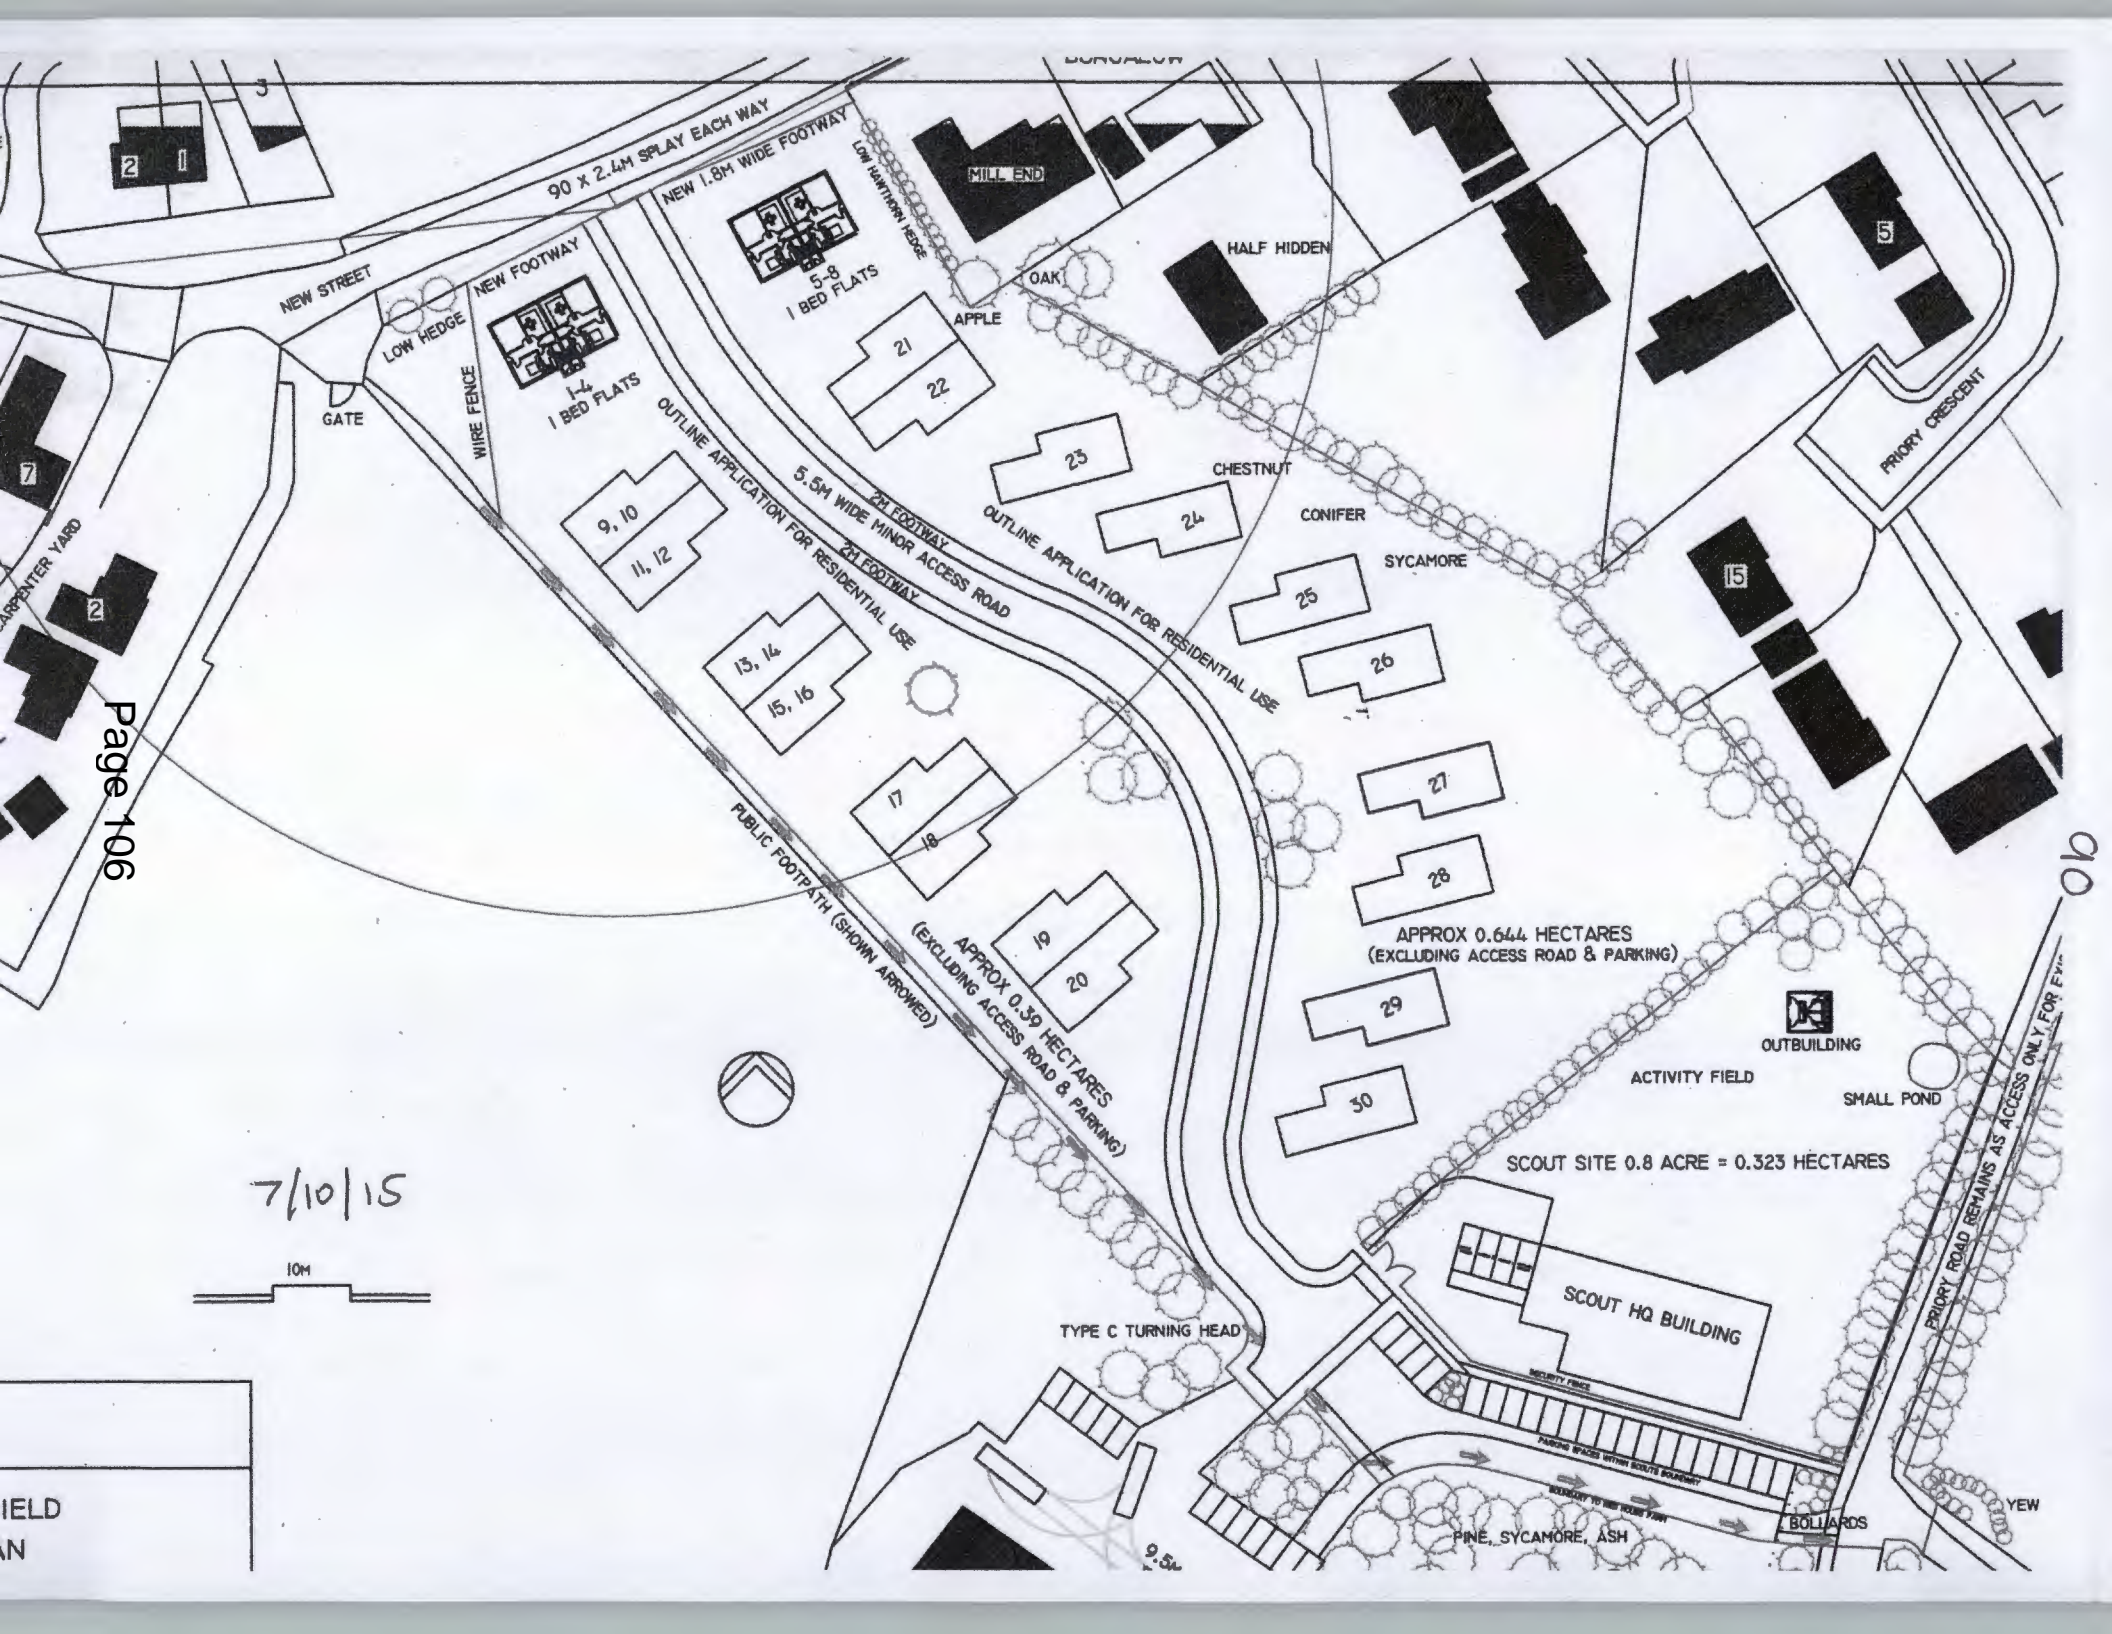 3
2
1
90 X 2.4M SPLAY EACH WAY
NEW 1.8M WIDE FOOTWAY
LOW HAWTHORN HEDGE
MILL END
HALF HIDDEN
OAK
APPLE
5
5-8
1 BED FLATS
NEW STREET
NEW FOOTWAY
LOW HEDGE
WIRE FENCE
GATE
1-4
1 BED FLATS
21
22
23
24
CHESTNUT
CONIFER
SYCAMORE
PRIORY CRESCENT
15
7
2
9, 10
11, 12
13, 14
15, 16
17
18
19
20
OUTLINE APPLICATION FOR RESIDENTIAL USE
2M FOOTWAY
5.5M WIDE MINOR ACCESS ROAD
2M FOOTWAY
OUTLINE APPLICATION FOR RESIDENTIAL USE
25
26
27
28
29
30
Page 106
90
PUBLIC FOOTPATH (SHOWN ARROWED)
APPROX 0.39 HECTARES
(EXCLUDING ACCESS ROAD & PARKING)
APPROX 0.644 HECTARES
(EXCLUDING ACCESS ROAD & PARKING)
OUTBUILDING
ACTIVITY FIELD
SMALL POND
SCOUT SITE 0.8 ACRE = 0.323 HECTARES
PRIORY ROAD REMAINS AS ACCESS ONLY FOR
7/10/15
10M
SCOUT HQ BUILDING
TYPE C TURNING HEAD
SECURITY FENCE
PARKING SPACES WITHIN SCOUTS BOUNDARY
PINE, SYCAMORE, ASH
BOLLARDS
YEW
IELD
AN